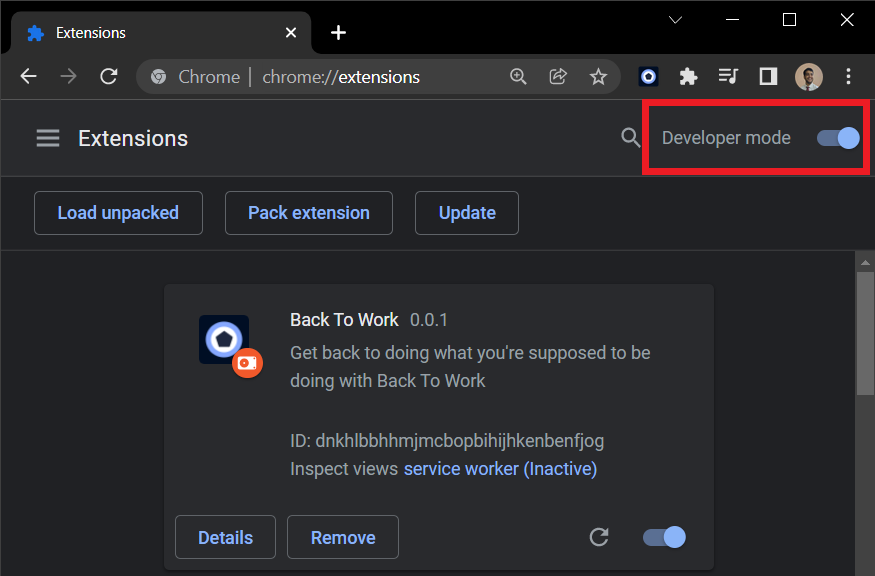 Extensions
Chrome | chrome://extensions
Extensions
Developer mode
Load unpacked
Pack extension
Update
Back To Work 0.0.1
Get back to doing what you're supposed to be
doing with Back To Work
ID: dnkhlbbhhmjmcbopbihijhkenbenfjog
Inspect views service worker (Inactive)
Details
Remove